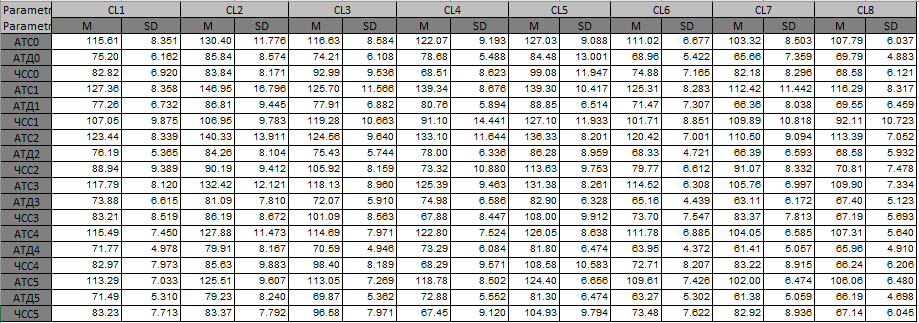 Parametr CL1 CL2 CL3 CL4 CL5 CL6 CL7 CL8
Parametr M SD M SD M SD M SD M SD M SD M SD M SD
АТС0 115.61 8.351 130.40 11.776 116.63 8.584 122.07 9.193 127.03 9.088 111.02 6.677 103.32 8.503 107.79 6.037
АТД0 75.20 6.162 85.84 8.574 74.21 6.108 78.68 5.488 84.48 13.001 68.96 5.422 65.66 7.359 69.79 4.883
ЧСС0 82.82 6.920 83.84 8.171 92.99 9.536 68.51 8.623 99.08 11.947 74.88 7.165 82.18 8.296 68.58 6.121
АТС1 127.36 8.358 146.95 16.796 125.70 11.566 139.34 8.676 139.30 10.417 125.31 8.283 112.42 11.442 116.29 8.317
АТД1 77.26 6.732 86.81 9.445 77.91 6.882 80.76 5.894 88.85 6.514 71.47 7.307 66.36 8.038 69.55 6.459
ЧСС1 107.05 9.875 106.95 9.783 119.28 10.663 91.10 14.441 127.10 11.933 101.71 8.851 109.89 10.818 92.11 10.723
АТС2 123.44 8.339 140.33 13.911 124.56 9.640 133.10 11.644 136.33 8.201 120.42 7.001 110.50 9.094 113.39 7.052
АТД2 76.19 5.365 84.26 8.104 75.43 5.744 78.00 6.336 86.28 8.959 68.33 4.721 66.39 6.593 68.58 5.932
ЧСС2 88.94 9.389 90.19 9.412 105.92 8.159 73.32 10.880 113.63 9.753 79.77 6.612 91.07 8.332 70.81 7.478
АТС3 117.79 8.120 132.42 12.121 118.13 8.960 125.39 9.463 131.38 8.261 114.52 6.308 105.76 6.997 109.90 7.334
АТД3 73.88 6.615 81.09 7.810 72.07 5.910 74.98 6.586 82.90 6.328 65.16 4.439 63.11 6.172 67.40 5.123
ЧСС3 83.21 8.519 86.19 8.672 101.09 8.563 67.88 8.447 108.00 9.912 73.70 7.547 83.37 7.813 67.19 5.693
АТС4 115.49 7.450 127.88 11.473 114.69 7.971 122.80 7.524 126.05 8.638 111.78 6.885 104.05 6.585 107.31 5.640
АТД4 71.77 4.978 79.91 8.167 70.59 4.946 73.29 6.084 81.80 6.474 63.95 4.372 61.41 5.057 65.96 4.910
ЧСС4 82.97 7.973 85.63 9.883 98.40 8.189 68.29 9.571 108.58 10.583 72.71 8.207 83.22 8.915 66.24 6.206
АТС5 113.29 7.033 125.51 9.607 113.05 7.269 118.78 8.502 124.40 6.656 109.61 7.426 102.00 6.474 106.06 6.480
АТД5 71.49 5.310 79.23 8.240 69.87 5.362 72.88 5.552 81.30 6.474 63.27 5.302 61.38 5.059 66.19 4.698
ЧСС5 83.23 7.713 83.37 7.792 96.58 7.971 67.45 9.120 104.93 9.794 73.48 7.622 82.92 8.936 67.14 6.045